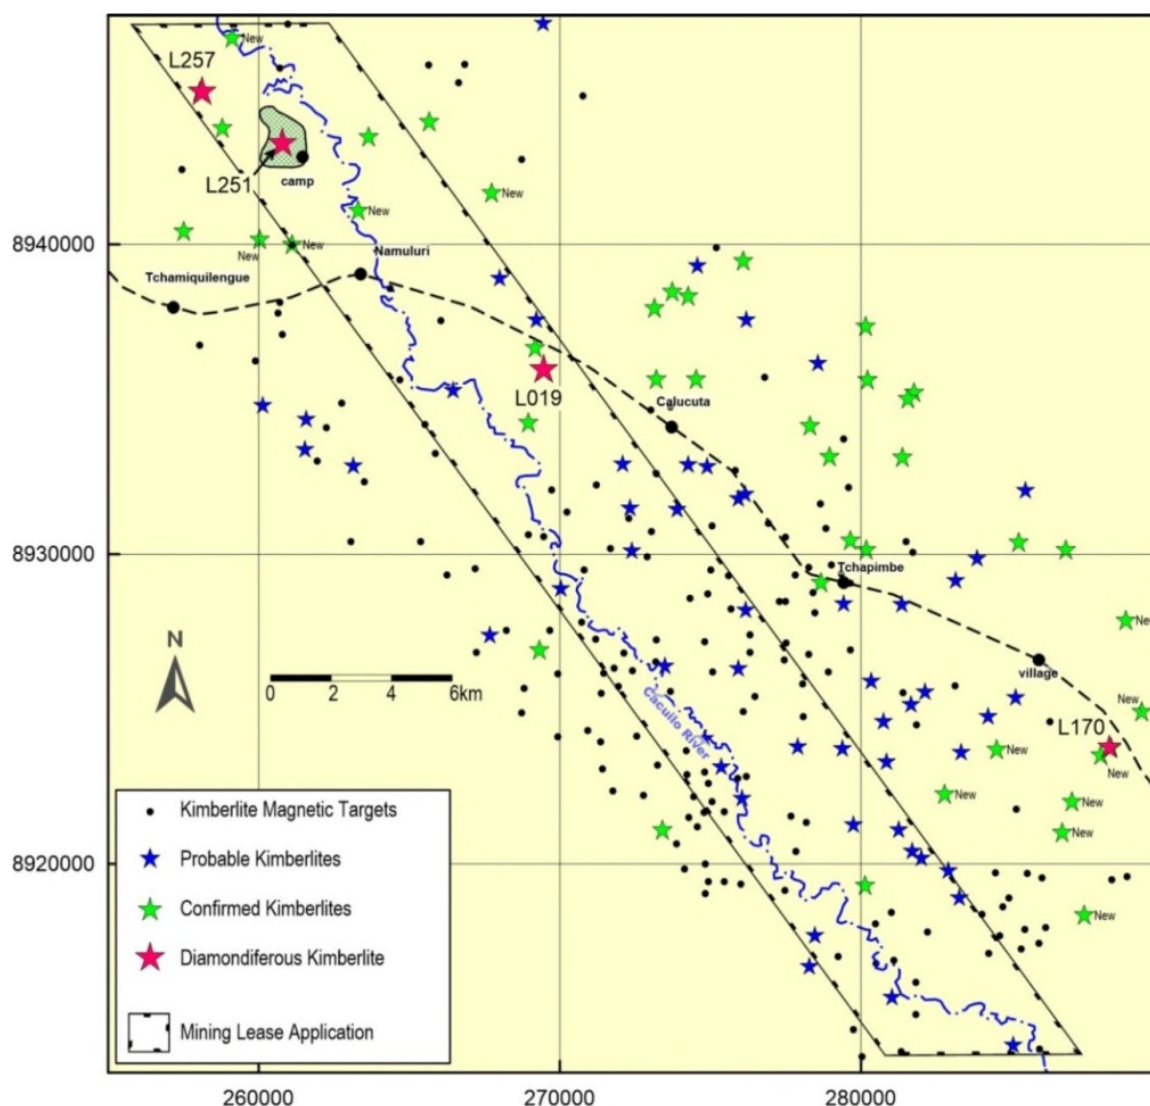 New
L257
L251
camp
New
New
8940000
New
New
Namuluri
Tchamiquilengue
L019
Calucuta
8930000
Tchapimbe
New
N
village
0 2 4 6km
Cacuilo River
New
L170
New
New
New
Kimberlite Magnetic Targets
New
New
Probable Kimberlites
8920000
Confirmed Kimberlites
New
Diamondiferous Kimberlite
Mining Lease Application
260000 270000 280000